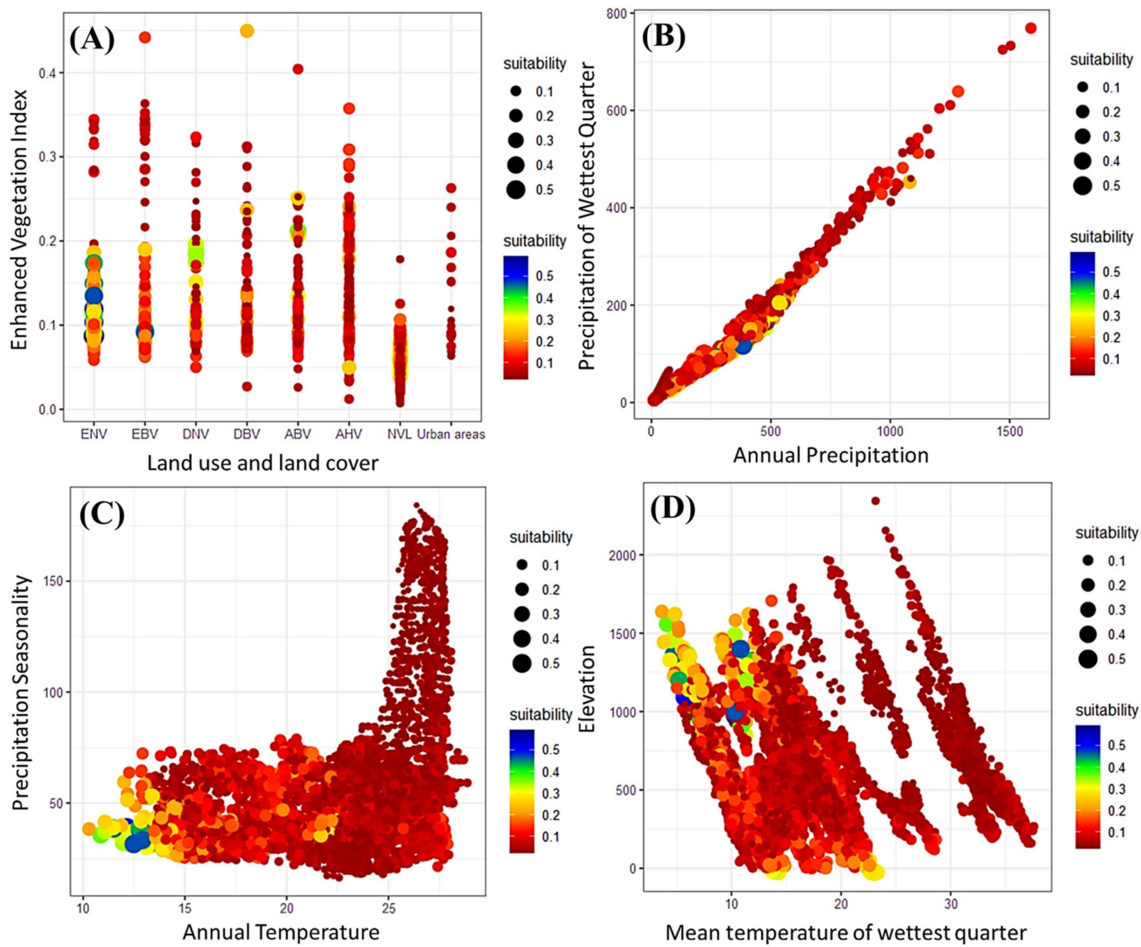 (A)
Enhanced Vegetation Index
0.4
0.3
0.2
0.1
0.0
ENV EBV DNV DBV ABV AHV NVL Urban areas
Land use and land cover
suitability
0.1
0.2
0.3
0.4
0.5
suitability
0.5
0.4
0.3
0.2
0.1
(B)
Precipitation of Wettest Quarter
800
600
400
200
0
0 500 1000 1500
Annual Precipitation
suitability
0.1
0.2
0.3
0.4
0.5
suitability
0.5
0.4
0.3
0.2
0.1
(C)
Precipitation Seasonality
150
100
50
10 15 20 25
Annual Temperature
suitability
0.1
0.2
0.3
0.4
0.5
suitability
0.5
0.4
0.3
0.2
0.1
(D)
Elevation
2000
1500
1000
500
0
10 20 30
Mean temperature of wettest quarter
suitability
0.1
0.2
0.3
0.4
0.5
suitability
0.5
0.4
0.3
0.2
0.1